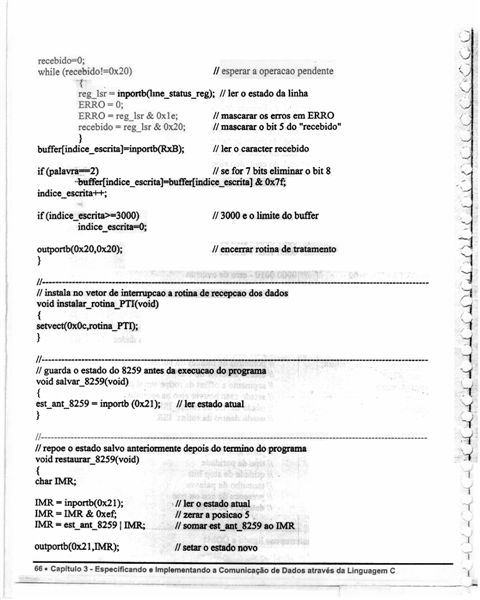 recebido=0;
while (recebido!=0x20) // esperar a operacao pendente
{
reg_lsr = inportb(line_status_reg); // ler o estado da linha
ERRO = 0;
ERRO = reg_lsr & 0x1e; // mascarar os erros em ERRO
recebido = reg_lsr & 0x20; // mascarar o bit 5 do "recebido"
}
buffer[indice_escrita]=inportb(RxB); // ler o caracter recebido
if (palavra==2) // se for 7 bits eliminar o bit 8
buffer[indice_escrita]=buffer[indice_escrita] & 0x7f;
indice_escrita++;
if (indice_escrita>=3000) // 3000 e o limite do buffer
indice_escrita=0;
outportb(0x20,0x20); // encerrar rotina de tratamento
}
//---------------------------------------------------------------
// instala no vetor de interrupcao a rotina de recepcao dos dados
void instalar_rotina_PTI(void)
{
setvect(0x0c,rotina_PTI);
}
//---------------------------------------------------------------
// guarda o estado do 8259 antes da execucao do programa
void salvar_8259(void)
{
est_ant_8259 = inportb (0x21); // ler estado atual
}
//---------------------------------------------------------------
// repoe o estado salvo anteriormente depois do termino do programa
void restaurar_8259(void)
{
char IMR;
IMR = inportb(0x21); // ler o estado atual
IMR = IMR & 0xef; // zerar a posicao 5
IMR = est_ant_8259 | IMR; // somar est_ant_8259 ao IMR
outportb(0x21,IMR); // setar o estado novo
66 • Capítulo 3 - Especificando e Implementando a Comunicação de Dados através da Linguagem C